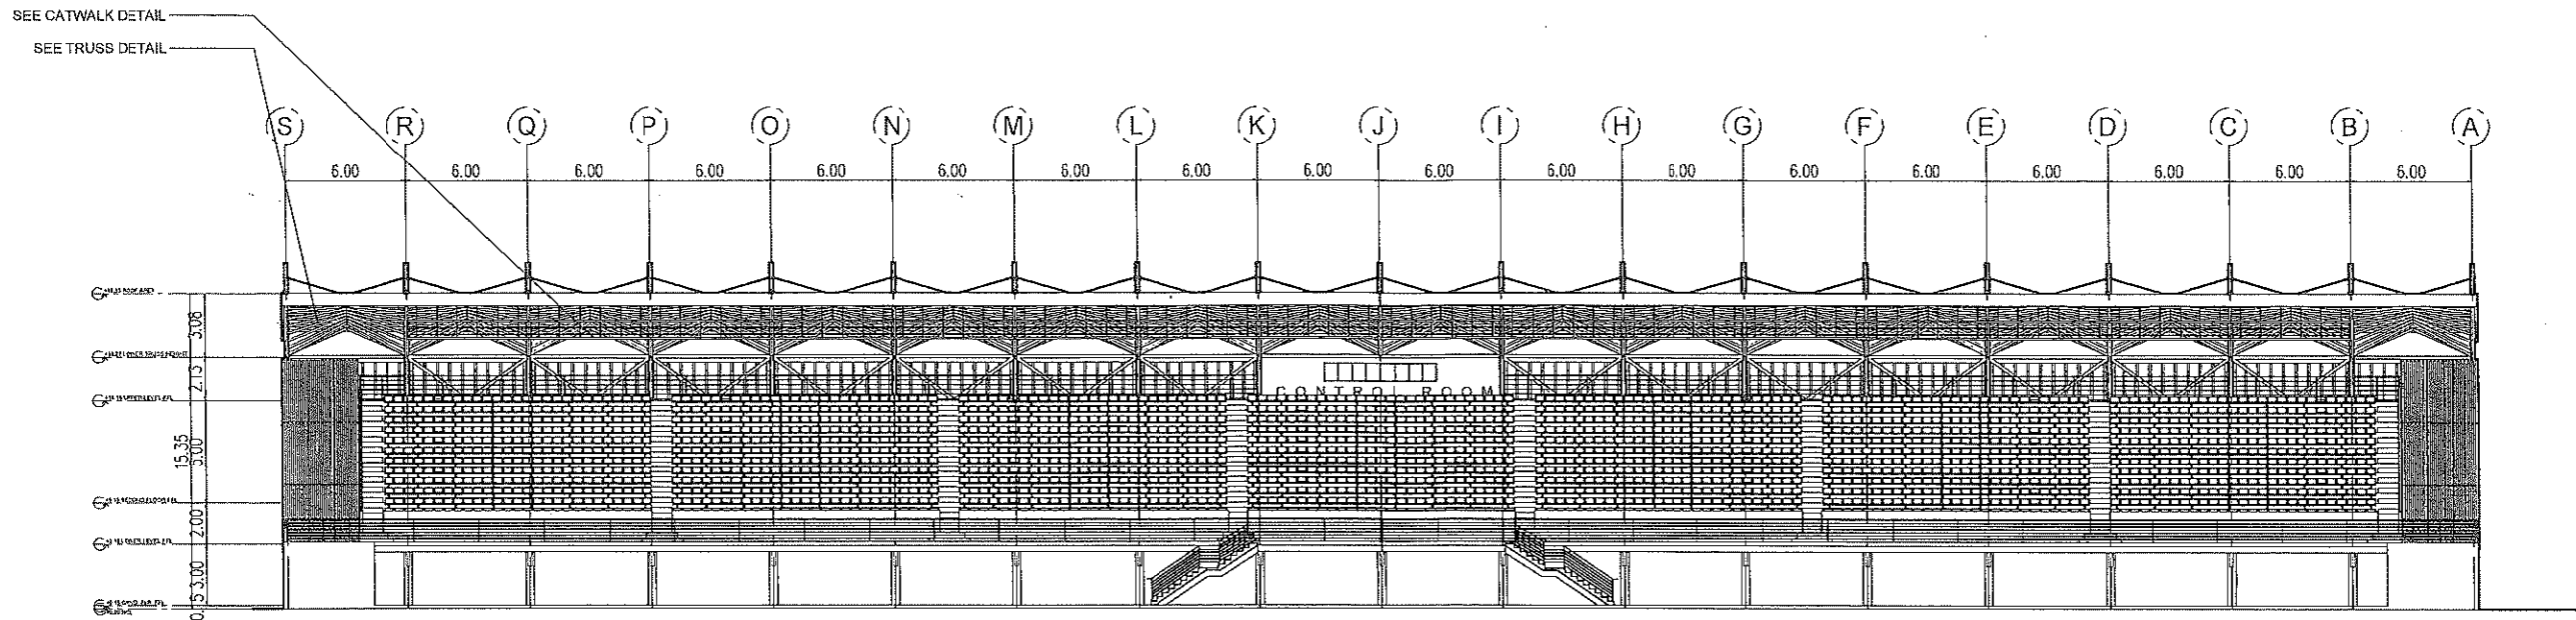 SEE CATWALK DETAIL
SEE TRUSS DETAIL
S R Q P O N M L K J I H G F E D C B A
6.00 6.00 6.00 6.00 6.00 6.00 6.00 6.00 6.00 6.00 6.00 6.00 6.00 6.00 6.00 6.00 6.00 6.00
3.08
2.13
CONTROL ROOM
15.35
5.00
2.00
3.00